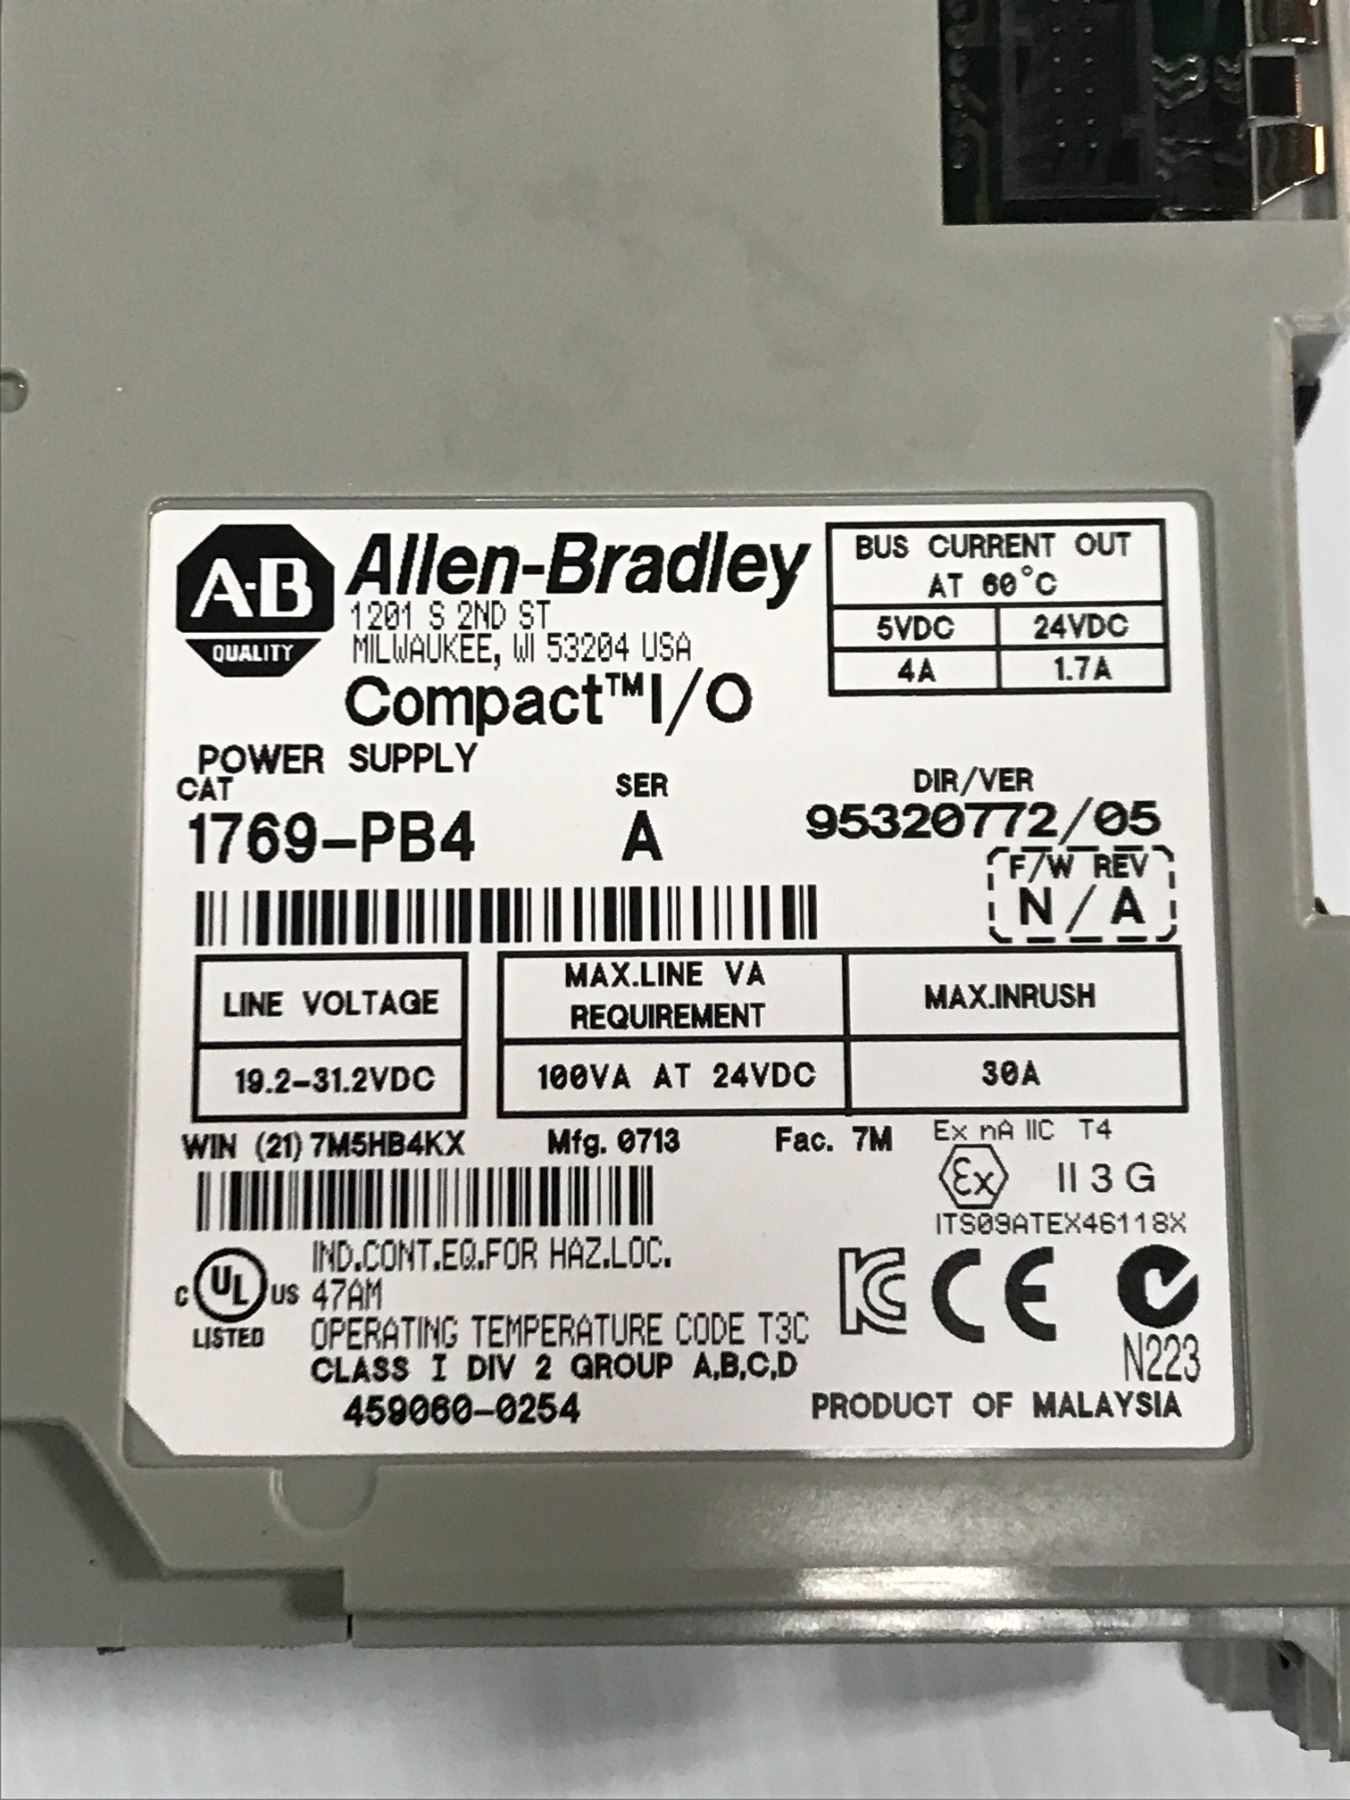 A-B
QUALITY
Allen-Bradley
1201 S 2ND ST
MILWAUKEE, WI 53204 USA
Compact™I/O
BUS CURRENT OUT
AT 60°C
5VDC 24VDC
4A 1.7A
POWER SUPPLY
CAT SER DIR/VER
1769-PB4 A 95320772/05
F/W REV
N/A
LINE VOLTAGE
19.2-31.2VDC
MAX.LINE VA
REQUIREMENT
100VA AT 24VDC
MAX.INRUSH
30A
WIN (21) 7M5HB4KX Mfg. 0713 Fac. 7M
Ex nA IIC T4
Ex II 3 G
ITS09ATEX46118X
C UL US
LISTED
IND.CONT.EQ.FOR HAZ.LOC.
47AM
OPERATING TEMPERATURE CODE T3C
CLASS I DIV 2 GROUP A,B,C,D
459060-0254
KC CE
N223
PRODUCT OF MALAYSIA